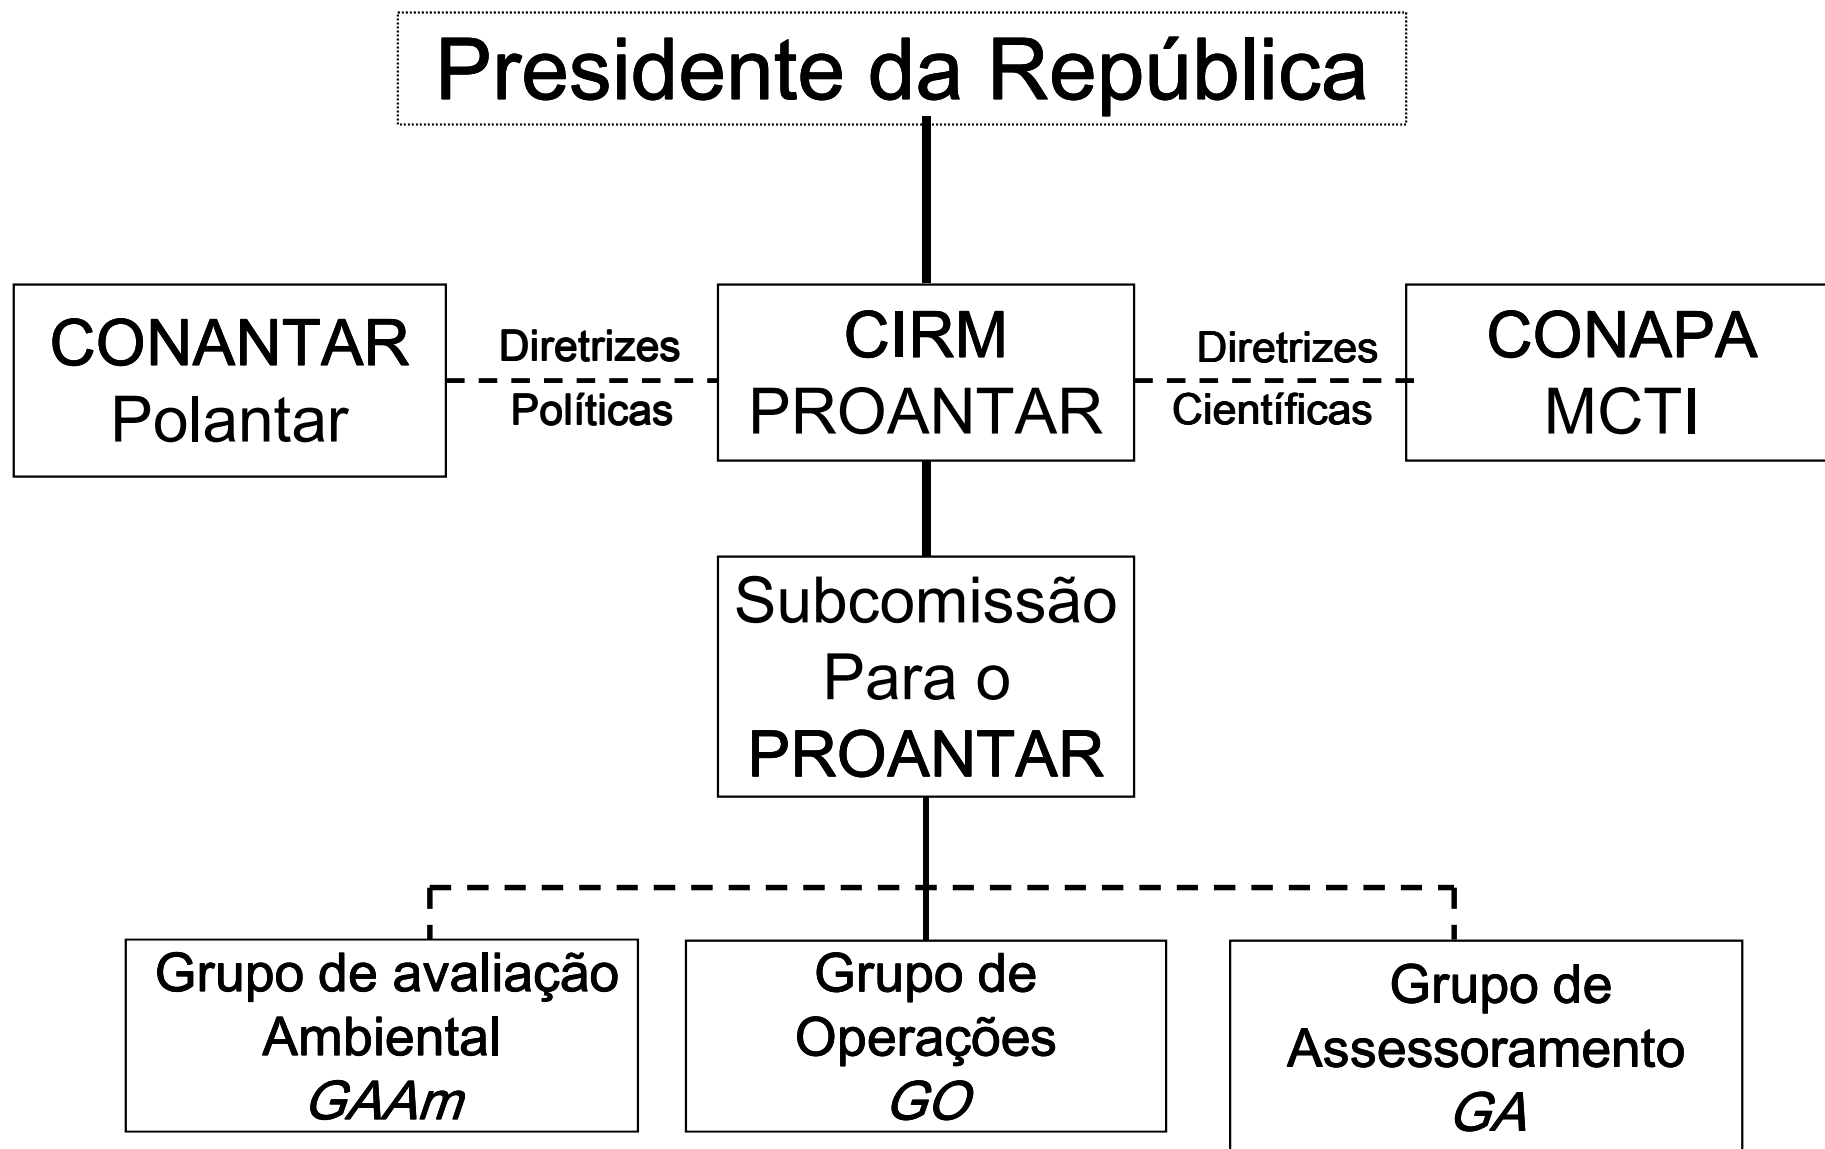 Presidente da República
CONANTAR
Polantar
Diretrizes
Políticas
CIRM
PROANTAR
Diretrizes
Científicas
CONAPA
MCTI
Subcomissão
Para o
PROANTAR
Grupo de avaliação
Ambiental
GAAm
Grupo de
Operações
GO
Grupo de
Assessoramento
GA